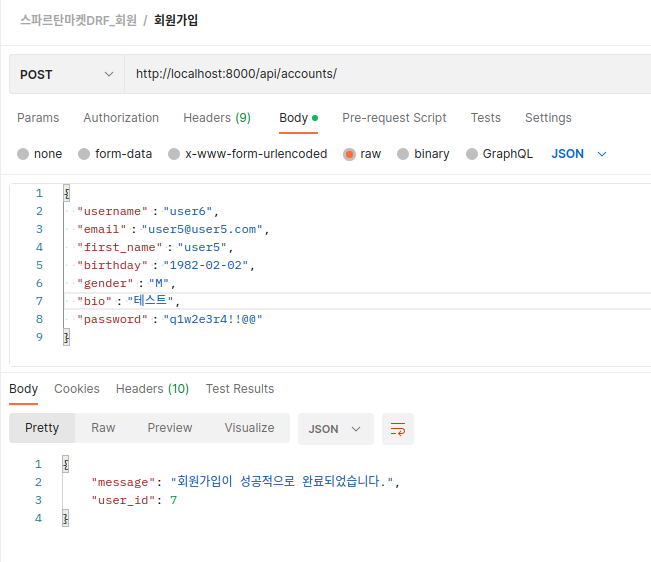 스파르탄마켓DRF_회원 / 회원가입
POST http://localhost:8000/api/accounts/
Params Authorization Headers (9) Body Pre-request Script Tests Settings
none form-data x-www-form-urlencoded raw binary GraphQL JSON
1 {
2 "username" : "user6",
3 "email" : "user5@user5.com",
4 "first_name" : "user5",
5 "birthday" : "1982-02-02",
6 "gender" : "M",
7 "bio" : "테스트",
8 "password" : "q1w2e3r4!!@@"
9 }
Body Cookies Headers (10) Test Results
Pretty Raw Preview Visualize JSON
1 {
2 "message": "회원가입이 성공적으로 완료되었습니다.",
3 "user_id": 7
4 }